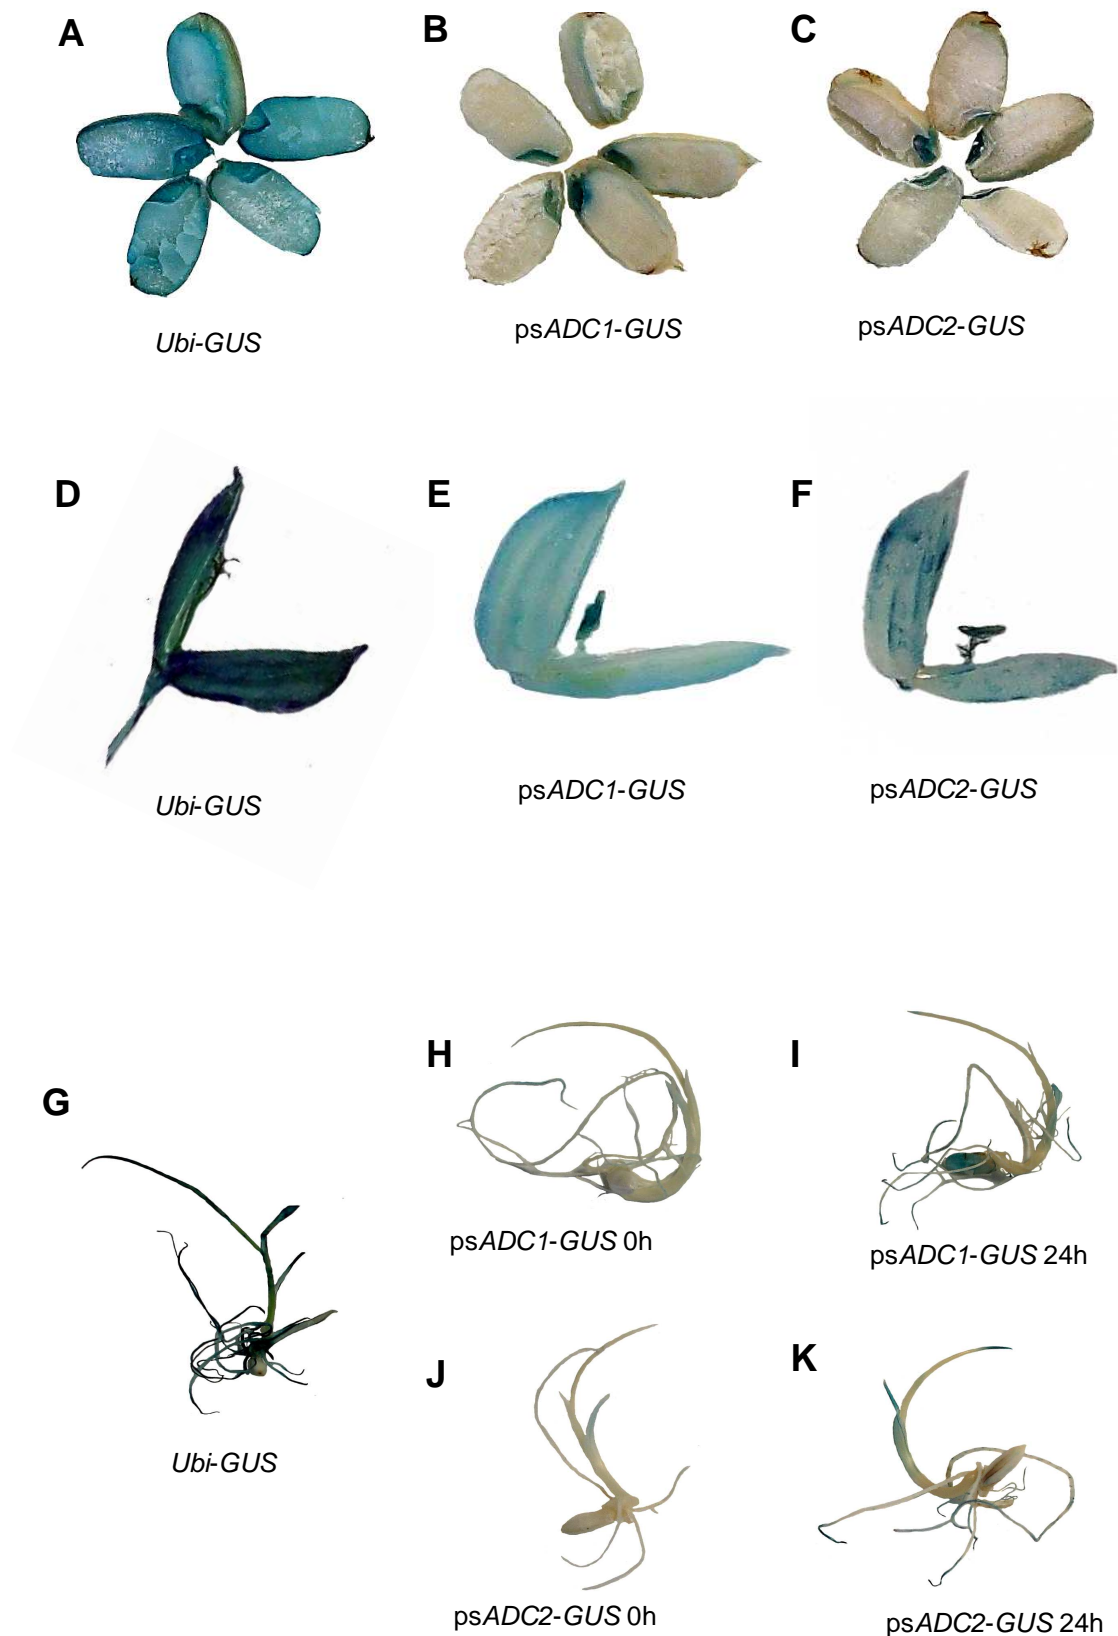 A
B
C
Ubi-GUS
psADC1-GUS
psADC2-GUS
D
E
F
Ubi-GUS
psADC1-GUS
psADC2-GUS
G
H
I
psADC1-GUS 0h
psADC1-GUS 24h
Ubi-GUS
J
K
psADC2-GUS 0h
psADC2-GUS 24h